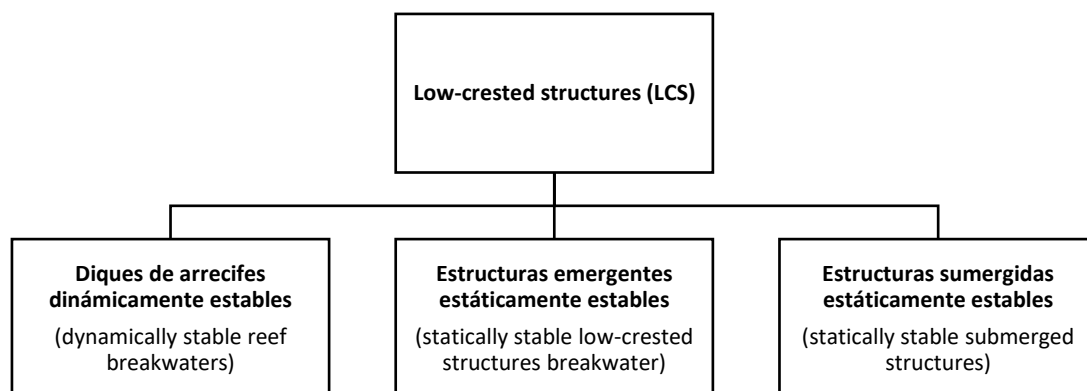 Low-crested structures (LCS)
Diques de arrecifes
dinámicamente estables
(dynamically stable reef
breakwaters)
Estructuras emergentes
estáticamente estables
(statically stable low-crested
structures breakwater)
Estructuras sumergidas
estáticamente estables
(statically stable submerged
structures)